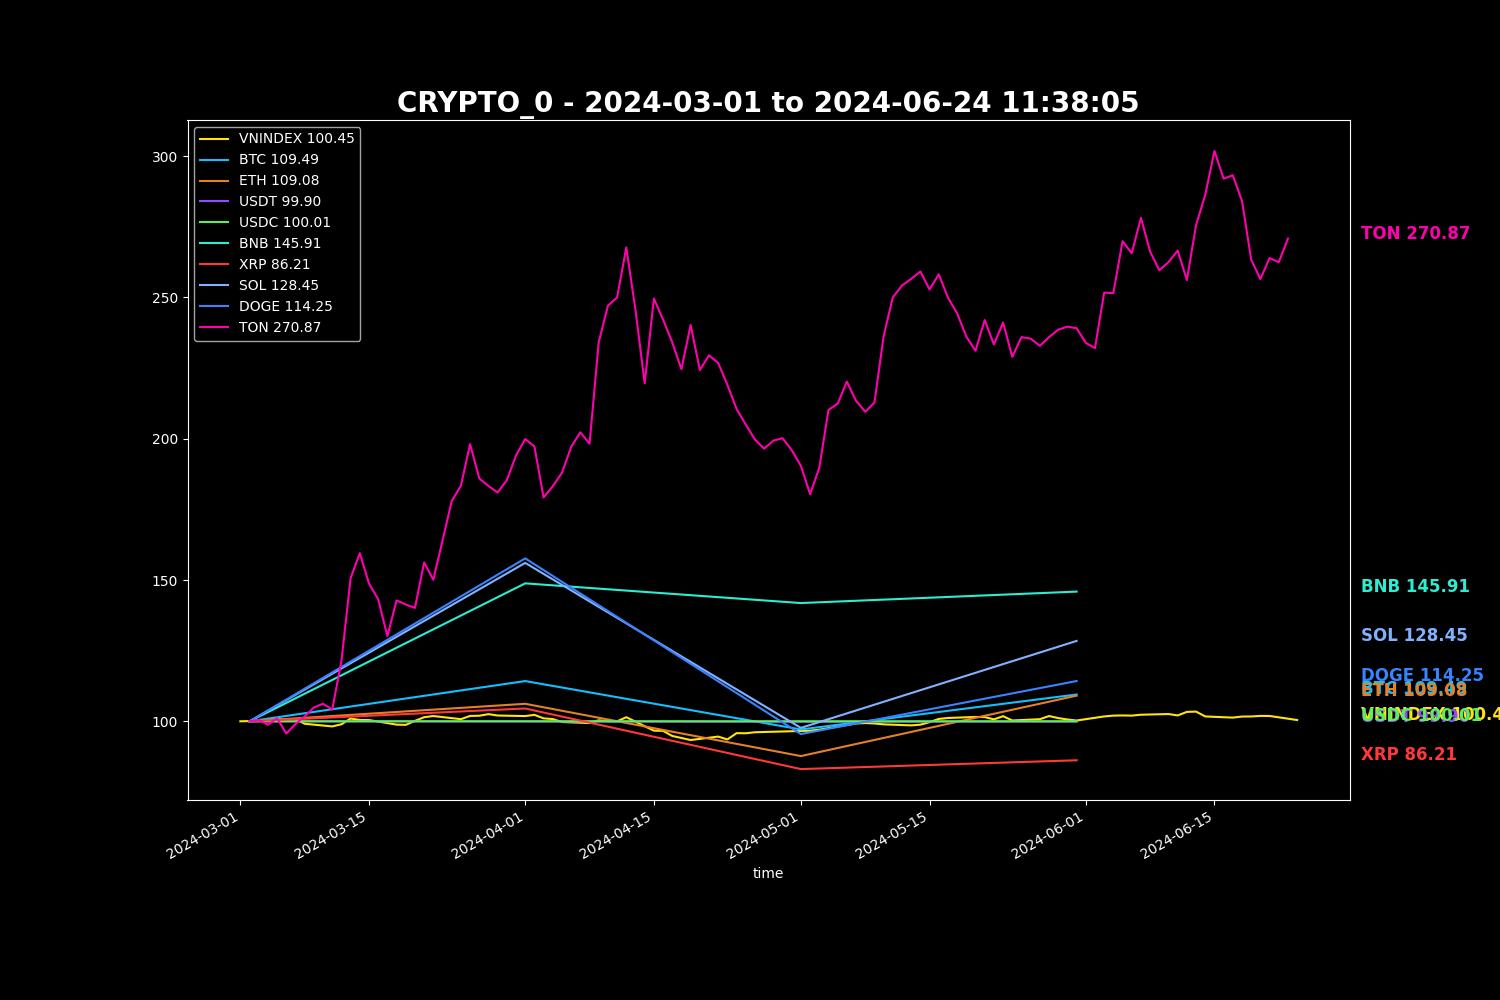 CRYPTO_0 - 2024-03-01 to 2024-06-24 11:38:05
VNINDEX 100.45
BTC 109.49
ETH 109.08
USDT 99.90
USDC 100.01
BNB 145.91
XRP 86.21
SOL 128.45
DOGE 114.25
TON 270.87
300
250
200
150
100
TON 270.87
BNB 145.91
SOL 128.45
DOGE 114.25
ETH 109.08
XRP 86.21
2024-03-01
2024-03-15
2024-04-01
2024-04-15
2024-05-01
2024-05-15
2024-06-01
2024-06-15
time